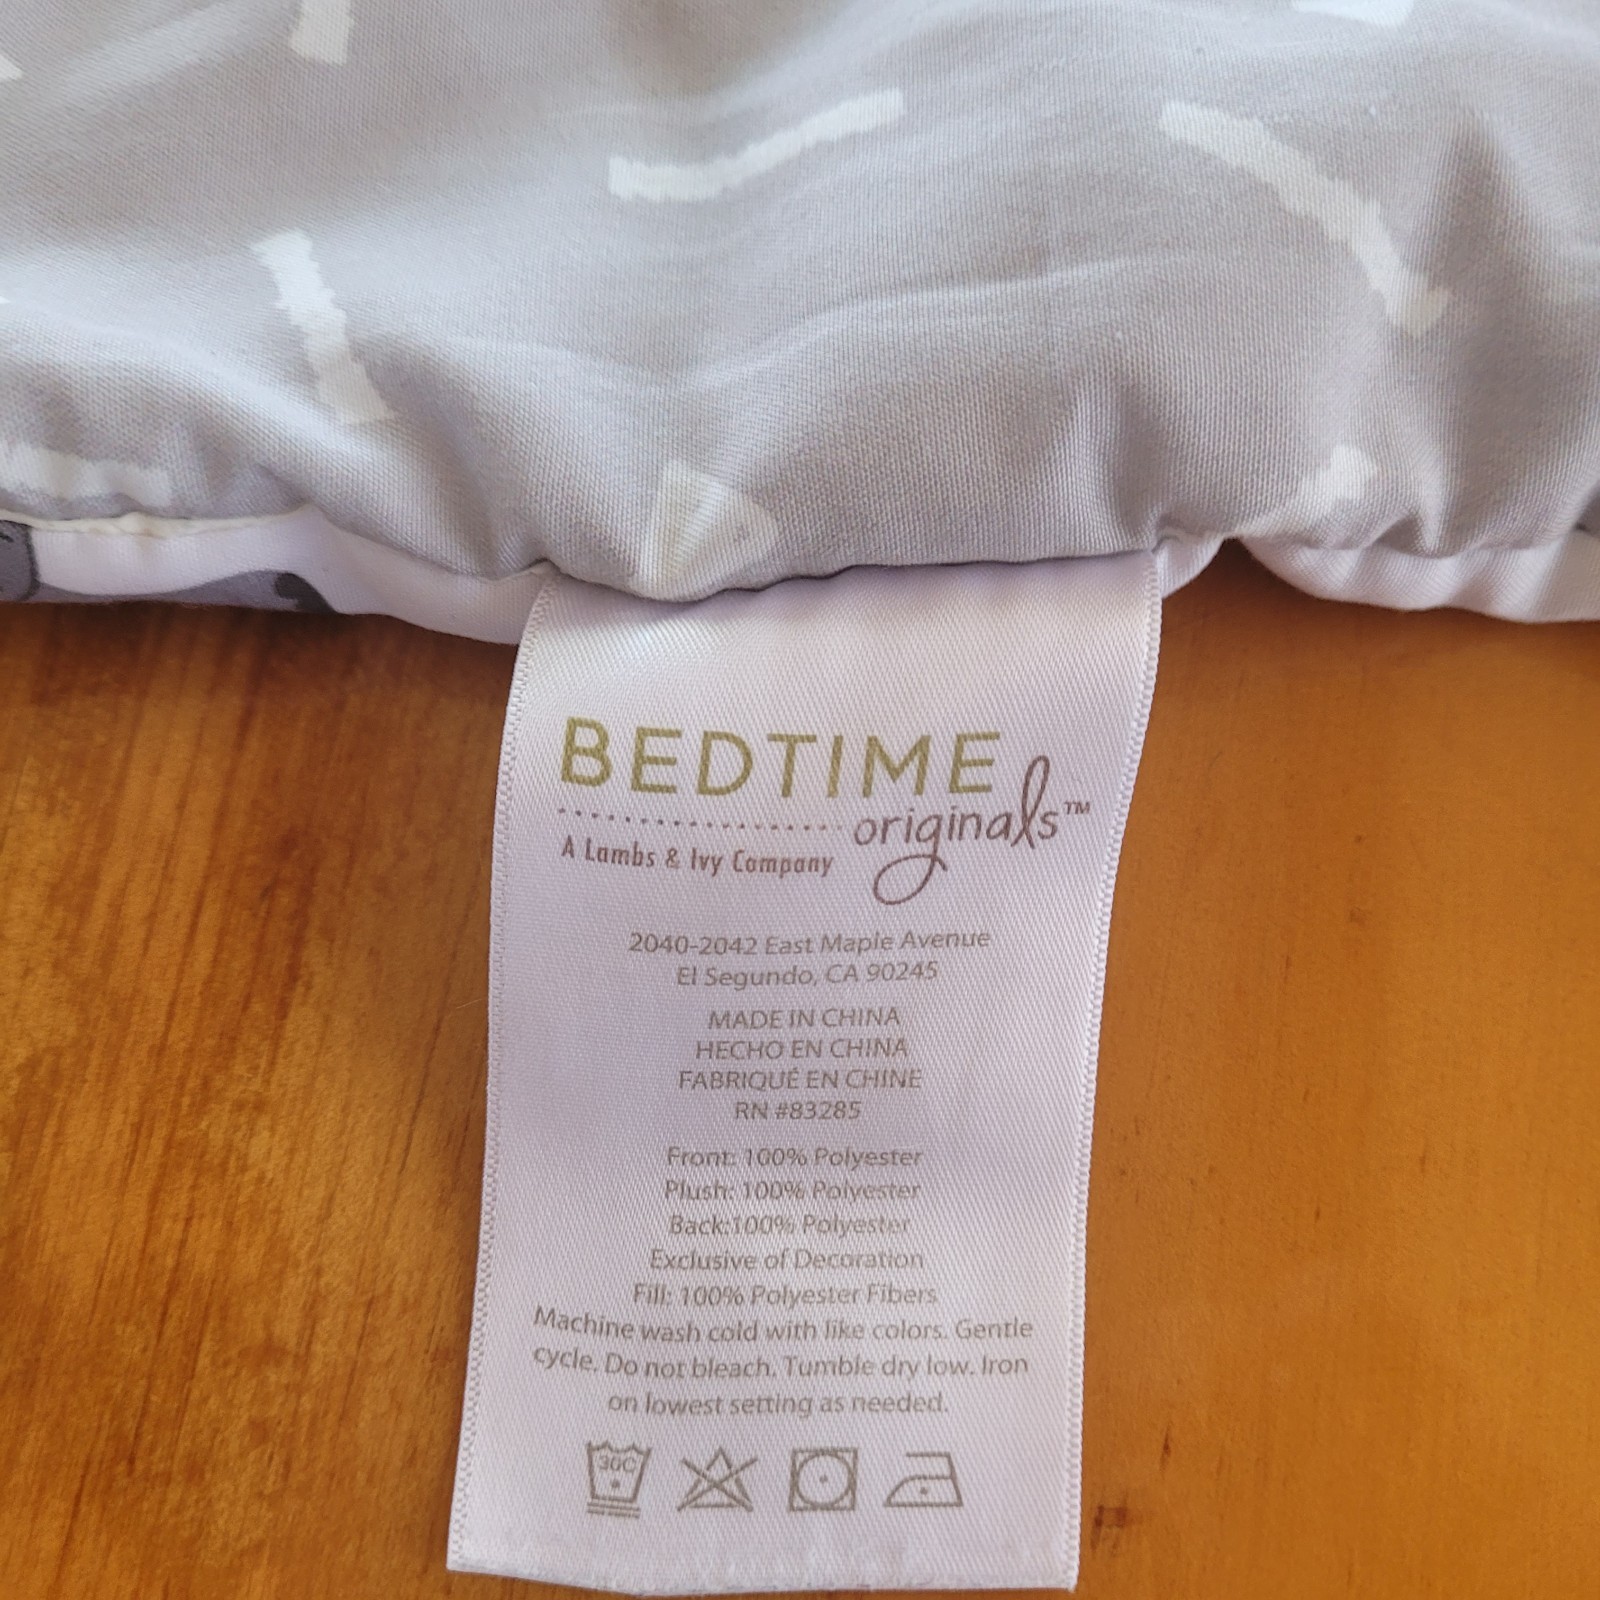 BEDTIME
originals™
A Lambs & Ivy Company
2040-2042 East Maple Avenue
El Segundo, CA 90245
MADE IN CHINA
HECHO EN CHINA
FABRIQUÉ EN CHINE
RN #83285
Front: 100% Polyester
Plush: 100% Polyester
Back:100% Polyester
Exclusive of Decoration
Fill: 100% Polyester Fibers
Machine wash cold with like colors. Gentle
cycle. Do not bleach. Tumble dry low. Iron
on lowest setting as needed.
30C